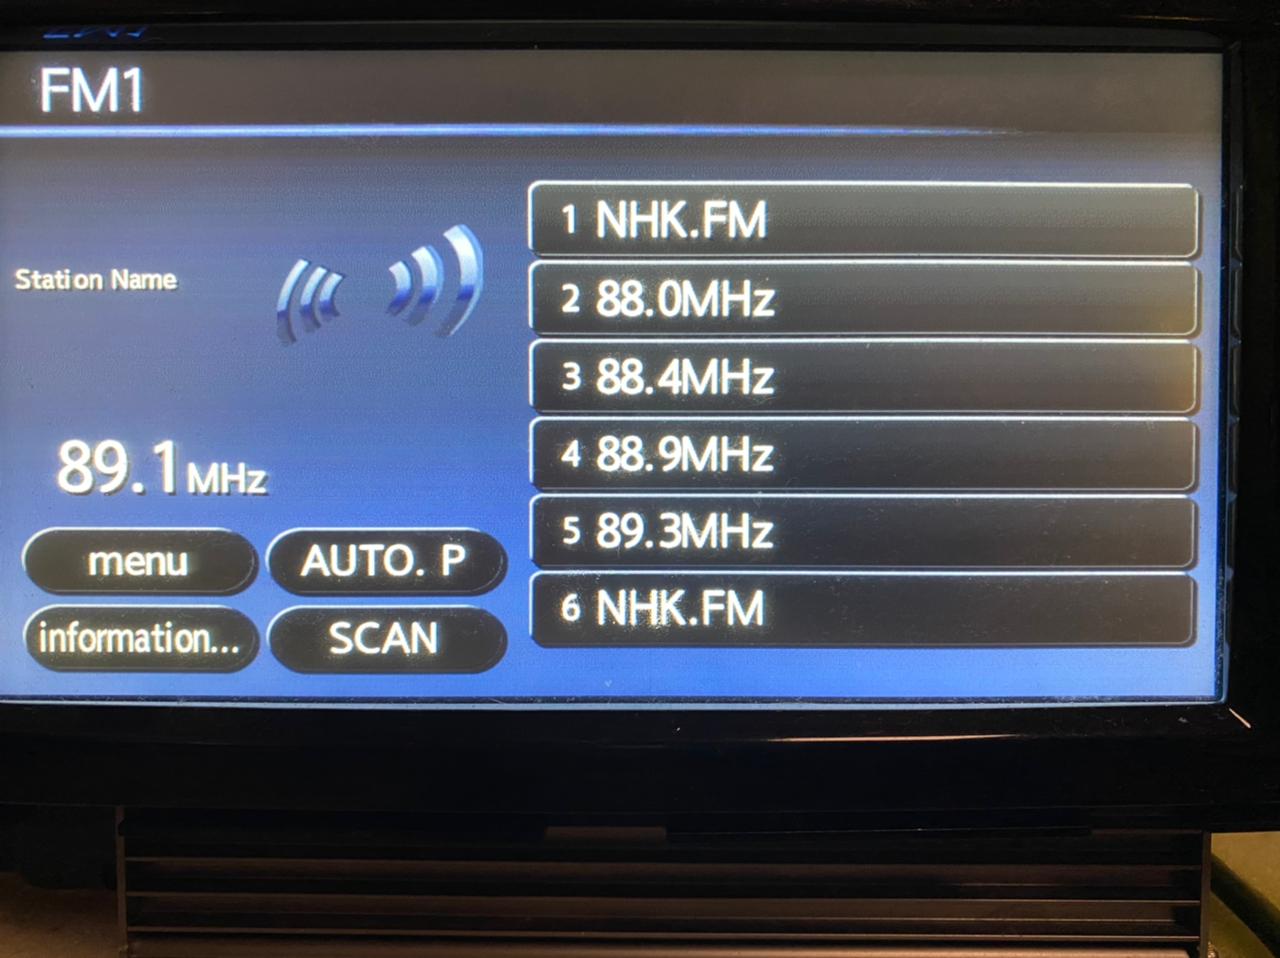 FM1
Station Name
89.1MHz
menu
AUTO. P
information...
SCAN
1 NHK.FM
2 88.0MHz
3 88.4MHz
4 88.9MHz
5 89.3MHz
6 NHK.FM